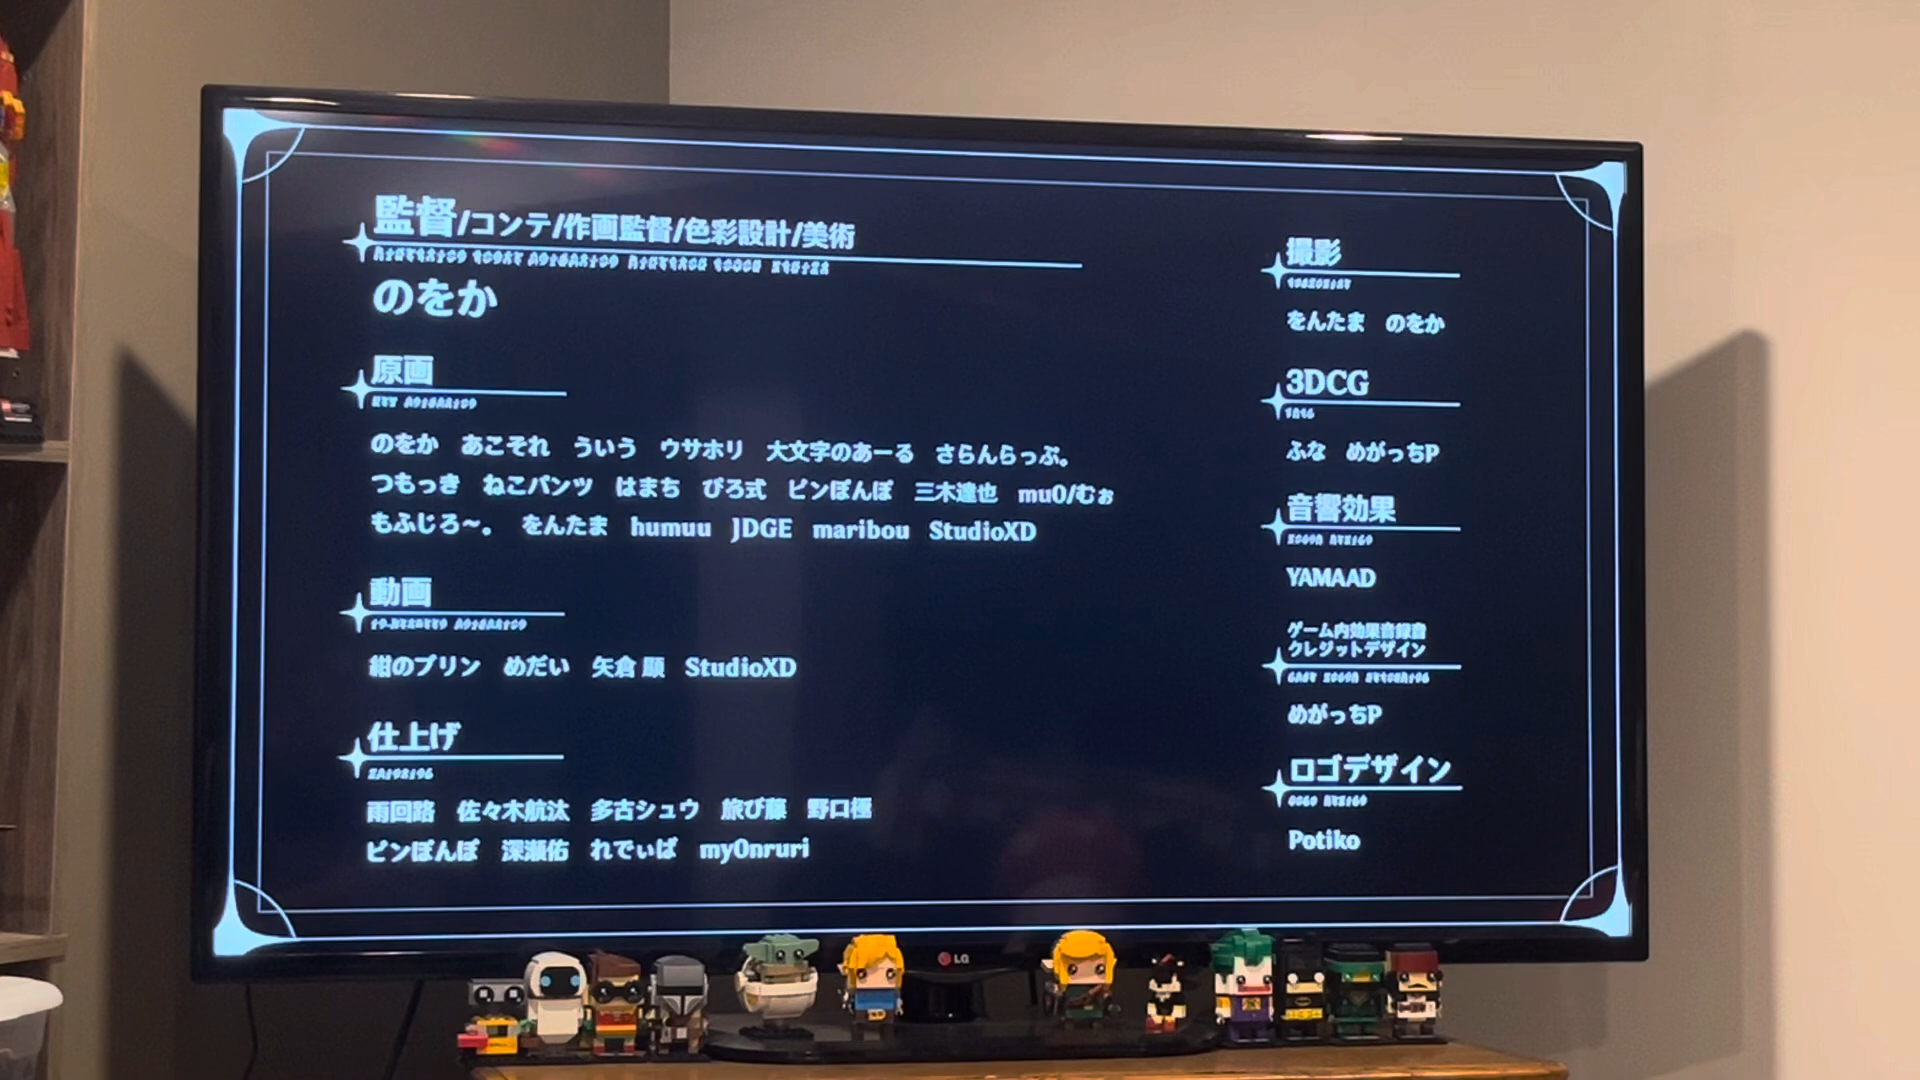 監督/コンテ/作画監督/色彩設計/美術
のをか
原画
のをか　あこそれ　ういう　ウサホリ　大文字のあーる　さらんらっぷ。
つもっき　ねこパンツ　はまち　ぴろ式　ピンぽんぽ　三木達也　mu0/むぉ
もふじろ～。　をんたま　humuu　JDGE　maribou　StudioXD
動画
紺のプリン　めだい　矢倉 顕　StudioXD
仕上げ
雨回路　佐々木航汰　多古シュウ　旅び藤　野口極
ピンぽんぽ　深瀬佑　れでぃば　my0nruri
撮影
をんたま　のをか
3DCG
ふな　めがっちP
音響効果
YAMAAD
ゲーム内効果音録音
クレジットデザイン
めがっちP
ロゴデザイン
Potiko
LG